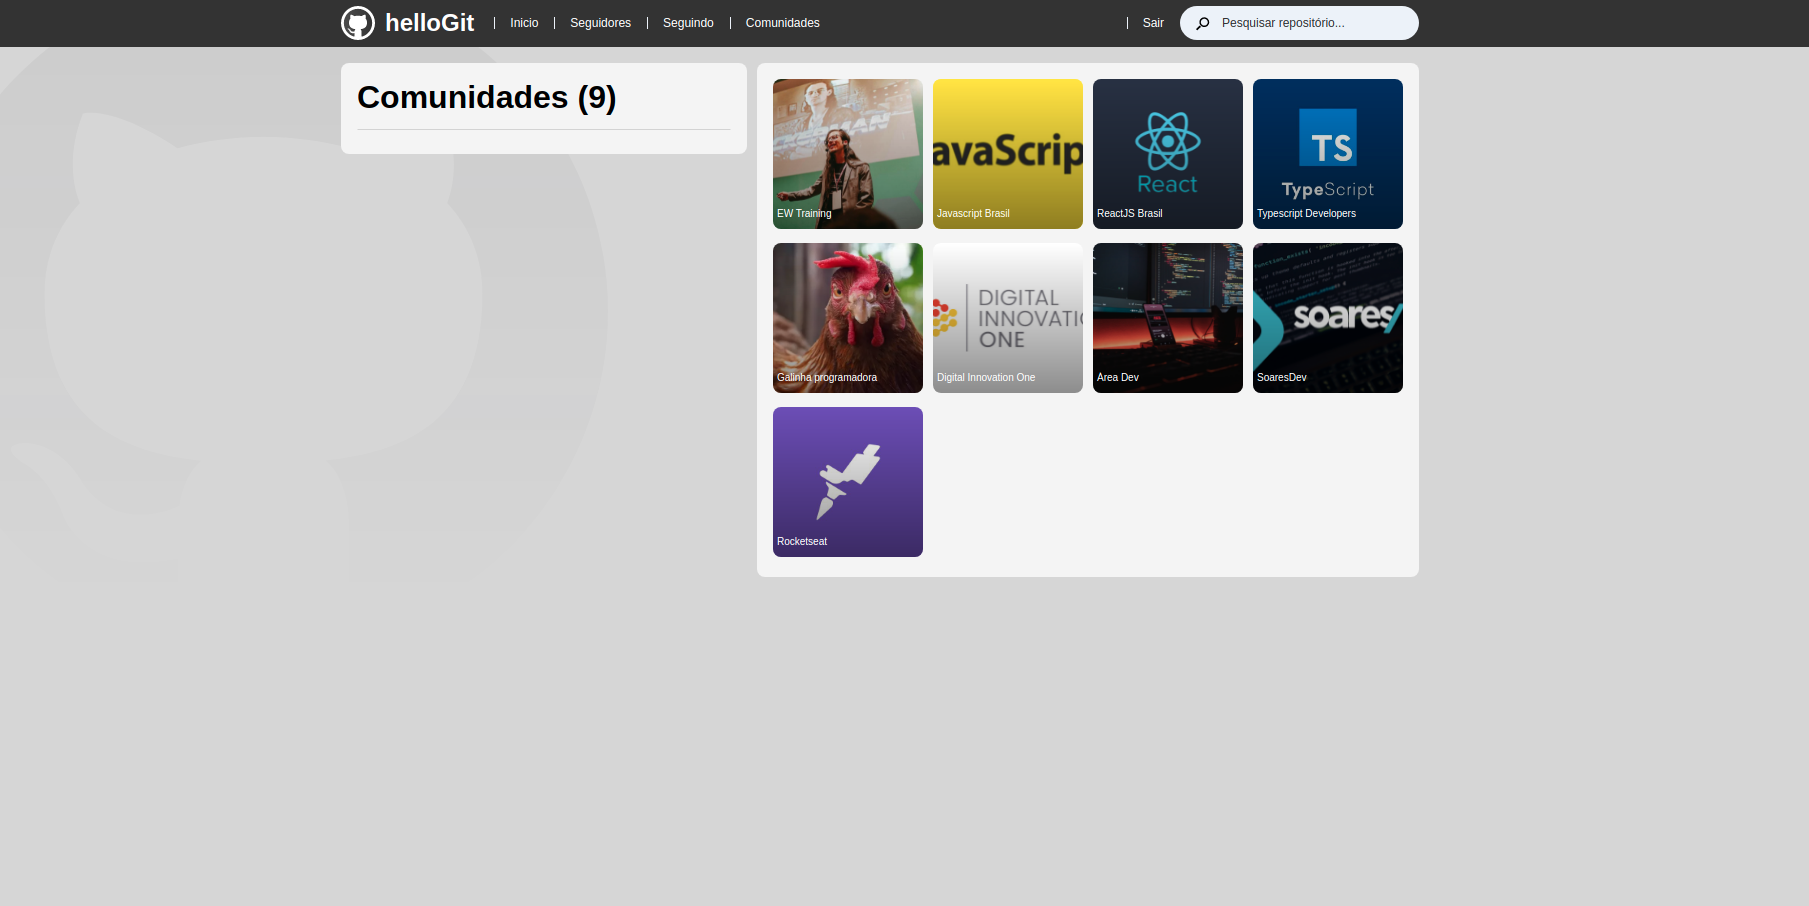 helloGit
Inicio
Seguidores
Seguindo
Comunidades
Sair
Pesquisar repositório...
Comunidades (9)
EW Training
avaScrip
Javascript Brasil
React
ReactJS Brasil
TS
TypeScript
Typescript Developers
Galinha programadora
DIGITAL
INNOVATI
ONE
Digital Innovation One
Área Dev
soares/
SoaresDev
Rocketseat